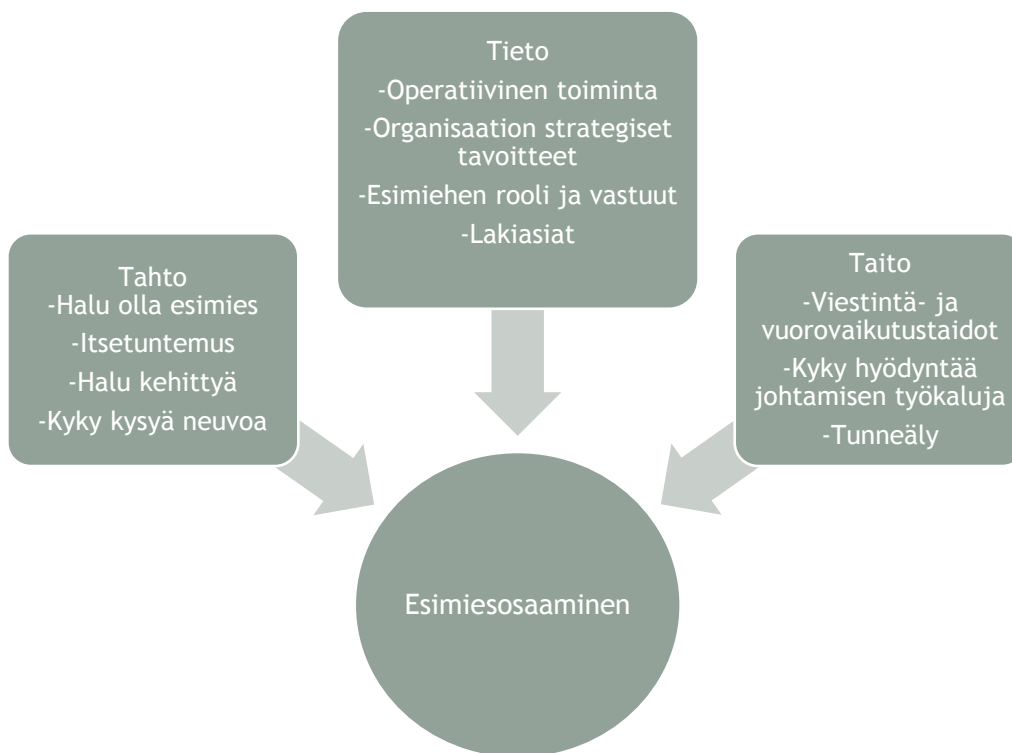 Tieto
-Operatiivinen toiminta
-Organisaation strategiset
tavoitteet
-Esimiehen rooli ja vastuut
-Lakiasiat
Tahto
-Halu olla esimies
-Itsetuntemus
-Halu kehittyä
-Kyky kysyä neuvoa
Taito
-Viestintä- ja
vuorovaikutustaidot
-Kyky hyödyntää
johtamisen työkaluja
-Tunneäly
Esimiesosaaminen